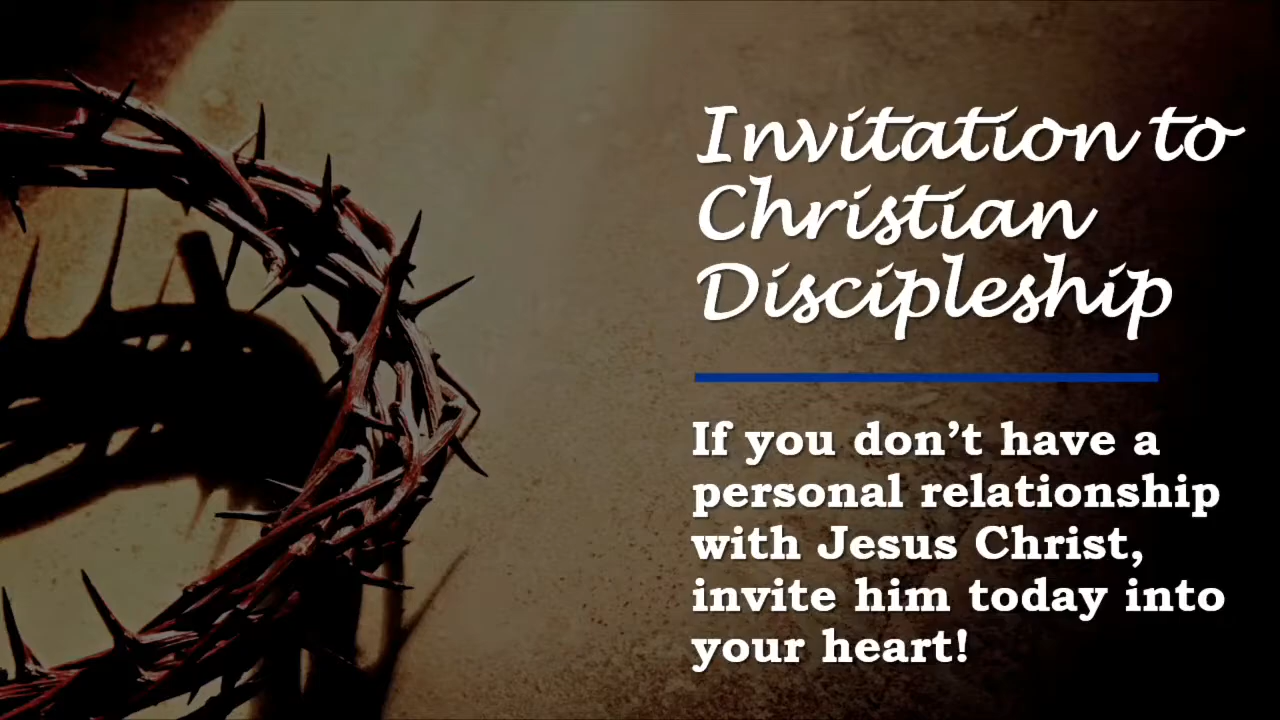 Invitation to
Christian
Discipleship
If you don’t have a
personal relationship
with Jesus Christ,
invite him today into
your heart!